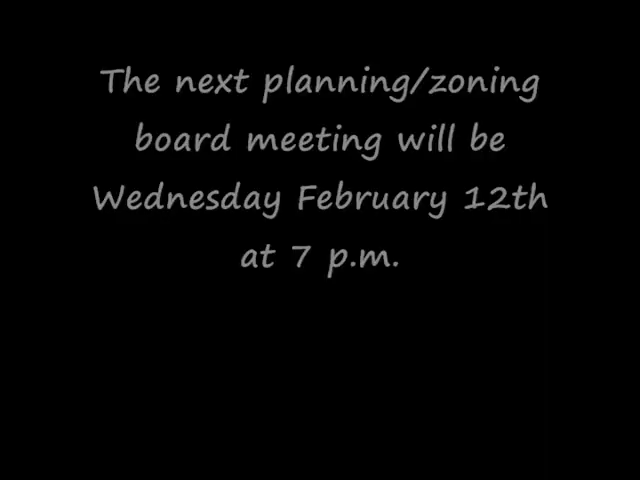 The next planning/zoning
board meeting will be
Wednesday February 12th
at 7 p.m.